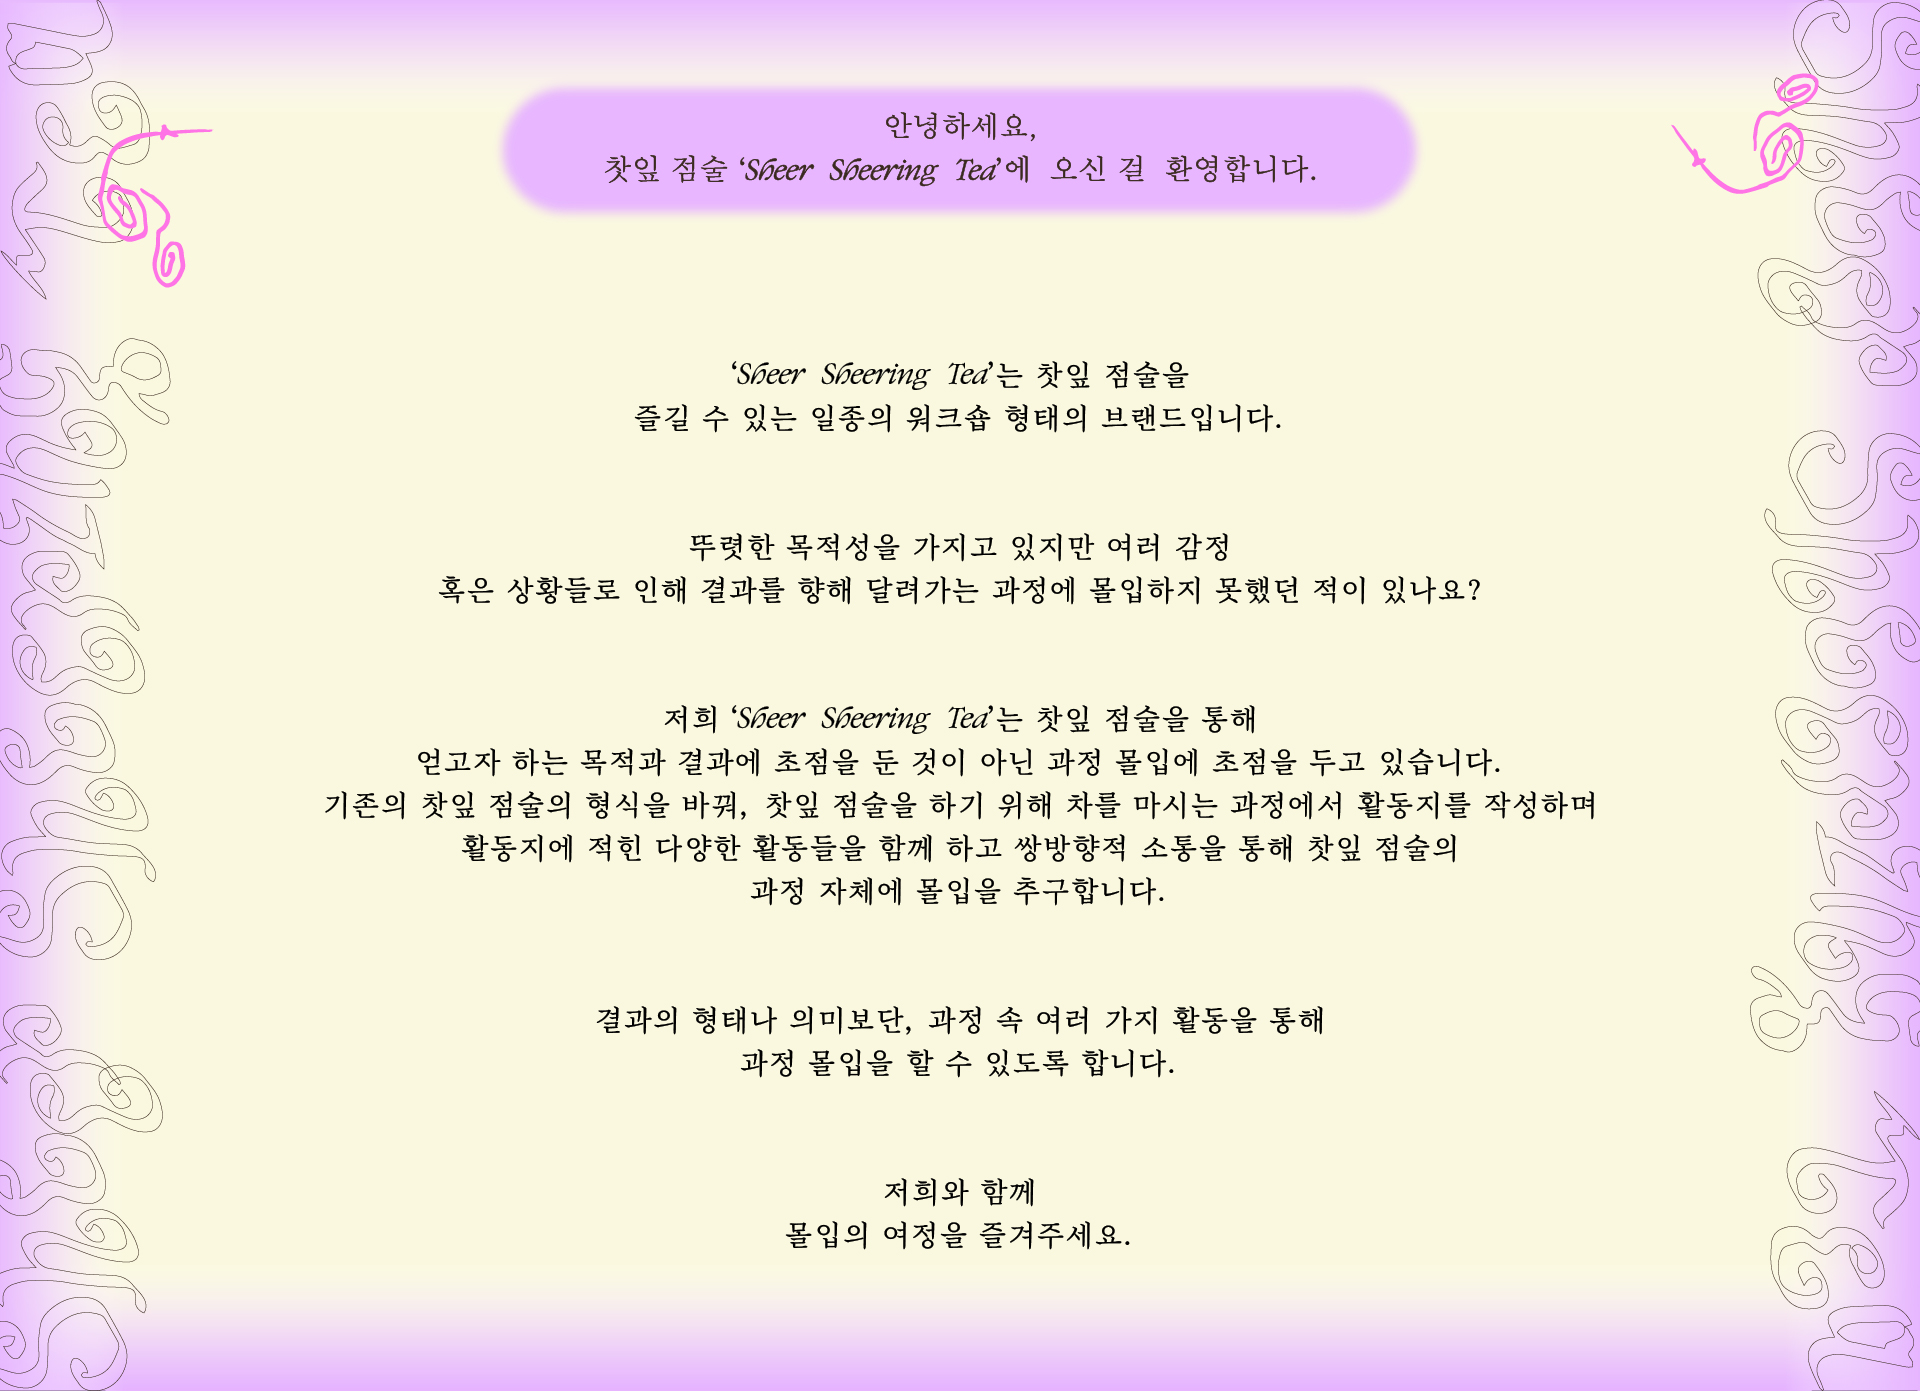 안녕하세요,
찻잎 점술 ‘Sheer Sheering Tea’에 오신 걸 환영합니다.
‘Sheer Sheering Tea’는 찻잎 점술을
즐길 수 있는 일종의 워크숍 형태의 브랜드입니다.
뚜렷한 목적성을 가지고 있지만 여러 감정
혹은 상황들로 인해 결과를 향해 달려가는 과정에 몰입하지 못했던 적이 있나요?
저희 ‘Sheer Sheering Tea’는 찻잎 점술을 통해
얻고자 하는 목적과 결과에 초점을 둔 것이 아닌 과정 몰입에 초점을 두고 있습니다.
기존의 찻잎 점술의 형식을 바꿔, 찻잎 점술을 하기 위해 차를 마시는 과정에서 활동지를 작성하며
활동지에 적힌 다양한 활동들을 함께 하고 쌍방향적 소통을 통해 찻잎 점술의
과정 자체에 몰입을 추구합니다.
결과의 형태나 의미보단, 과정 속 여러 가지 활동을 통해
과정 몰입을 할 수 있도록 합니다.
저희와 함께
몰입의 여정을 즐겨주세요.
Sheer Sheering Tea
Sheer Sheering Tea